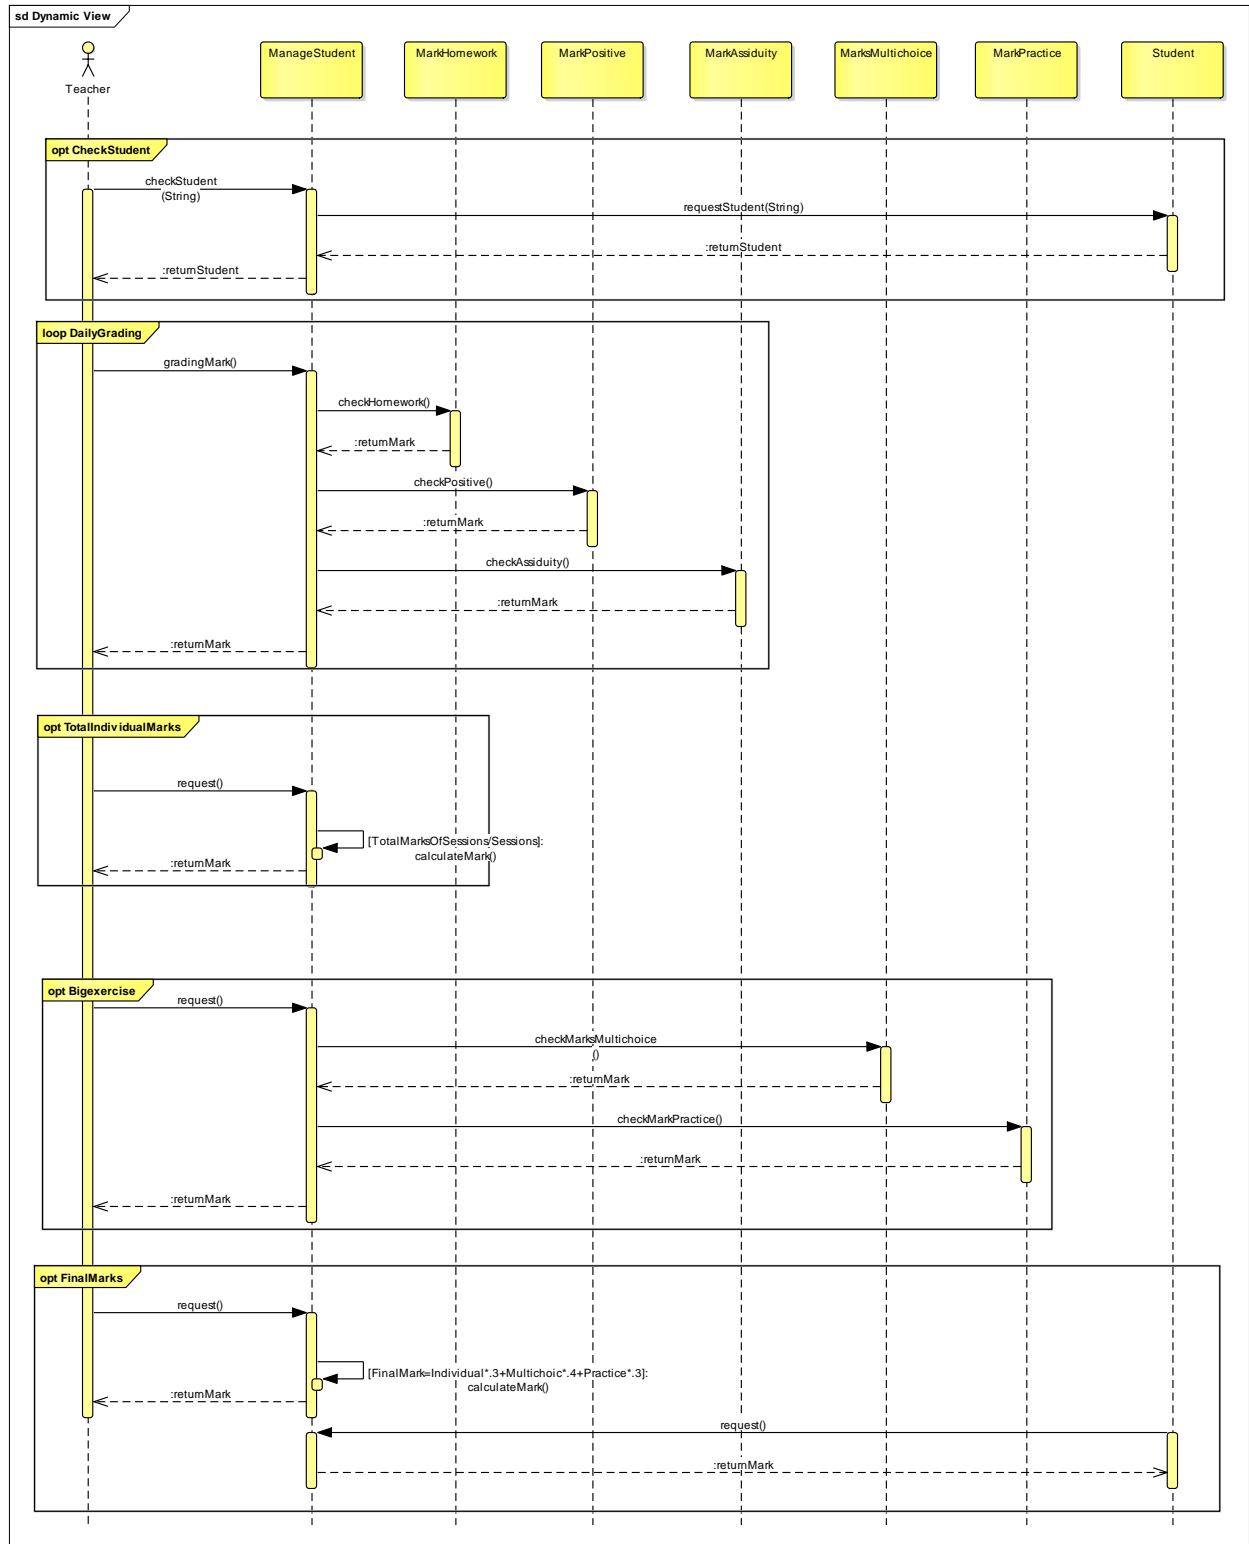 sd Dynamic View
Teacher
ManageStudent
MarkHomework
MarkPositive
MarkAssiduity
MarksMultichoice
MarkPractice
Student
opt CheckStudent
checkStudent
(String)
requestStudent(String)
:returnStudent
:returnStudent
loop DailyGrading
gradingMark()
checkHomework()
:returnMark
checkPositive()
:returnMark
checkAssiduity()
:returnMark
:returnMark
opt TotalIndividualMarks
request()
[TotalMarksOfSessions/Sessions]:
calculateMark()
:returnMark
opt Bigexercise
request()
checkMarksMultichoice
()
:returnMark
checkMarkPractice()
:returnMark
:returnMark
opt FinalMarks
request()
[FinalMark=Individual*.3+Multichoic*.4+Practice*.3]:
calculateMark()
:returnMark
request()
:returnMark